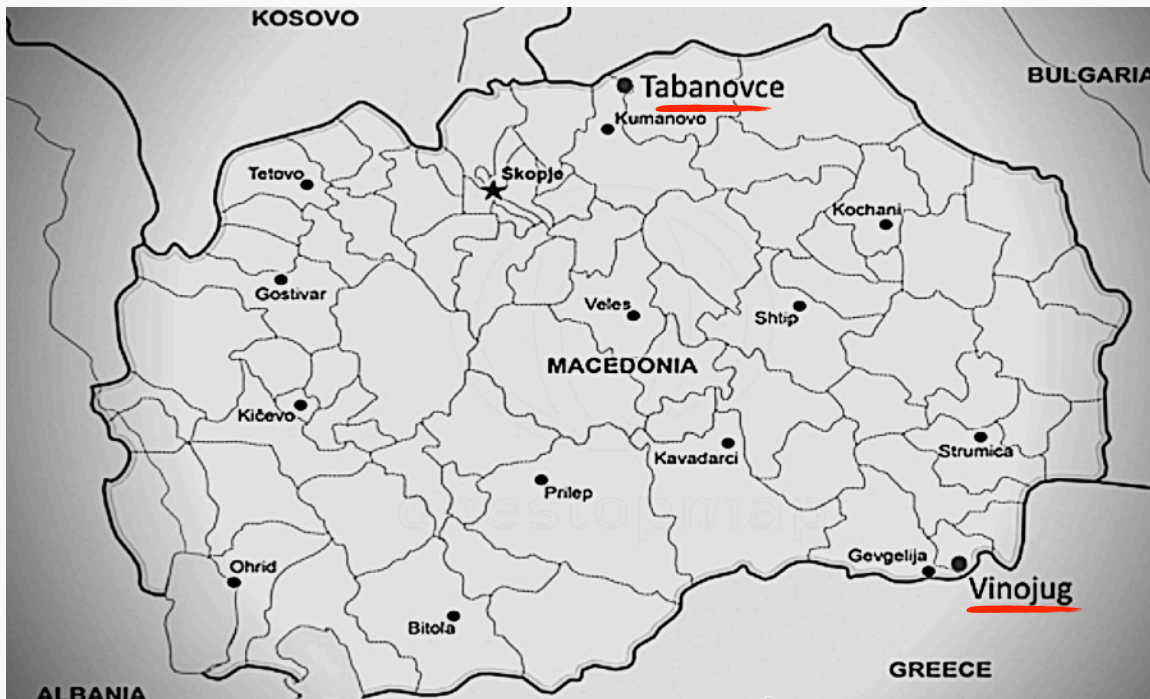 KOSOVO
BULGARIA
Tabanovce
Kumanovo
Skopje
Tetovo
Kochani
Gostivar
Veles
Shtip
MACEDONIA
Kičevo
Kavadarci
Strumica
Prilep
onestopmap
Ohrid
Gevgelija
Vinojug
Bitola
GREECE
ALBANIA